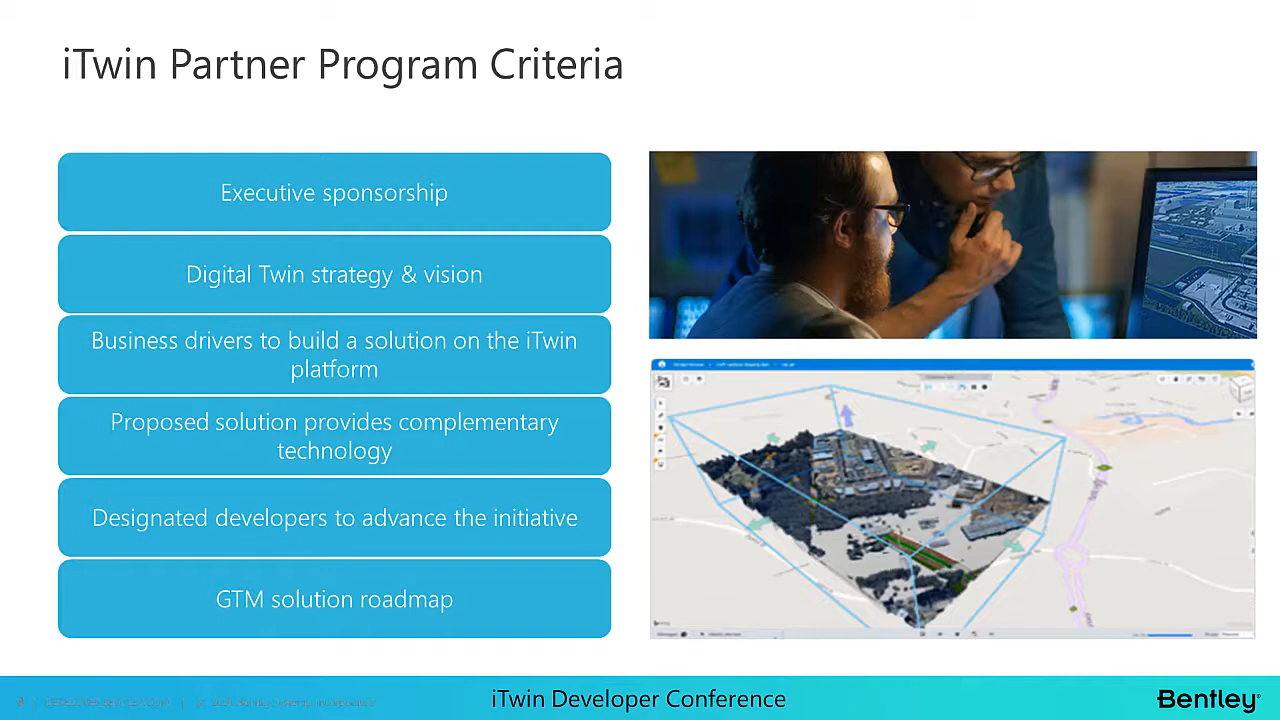 iTwin Partner Program Criteria
Executive sponsorship
Digital Twin strategy & vision
Business drivers to build a solution on the iTwin
platform
Proposed solution provides complementary
technology
Designated developers to advance the initiative
GTM solution roadmap
8
iTwin Developer Conference
Bentley